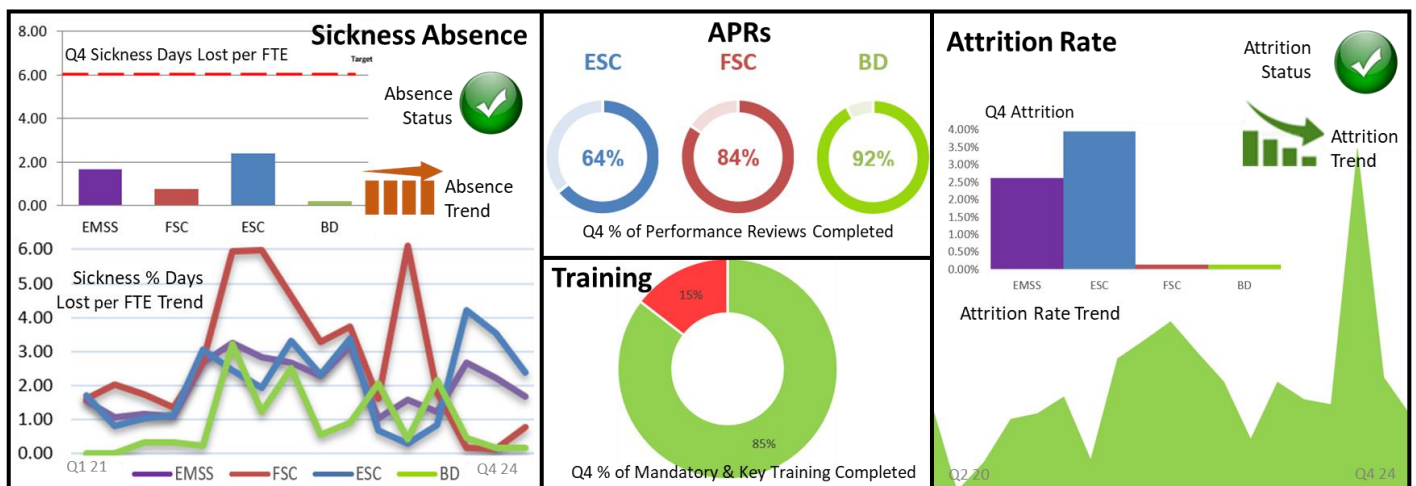 Sickness Absence
8.00
6.00
4.00
2.00
0.00
Q4 Sickness Days Lost per FTE
Target
Absence
Status
Absence
Trend
EMSS
FSC
ESC
BD
6.00
5.00
4.00
3.00
2.00
1.00
0.00
Sickness % Days
Lost per FTE Trend
Q1 21
Q4 24
EMSS
FSC
ESC
BD
APRs
ESC
FSC
BD
64%
84%
92%
Q4 % of Performance Reviews Completed
Training
15%
85%
Q4 % of Mandatory & Key Training Completed
Attrition Rate
Attrition
Status
Q4 Attrition
Attrition
Trend
4.00%
3.50%
3.00%
2.50%
2.00%
1.50%
1.00%
0.50%
0.00%
EMSS
ESC
FSC
BD
Attrition Rate Trend
Q2 20
Q4 24